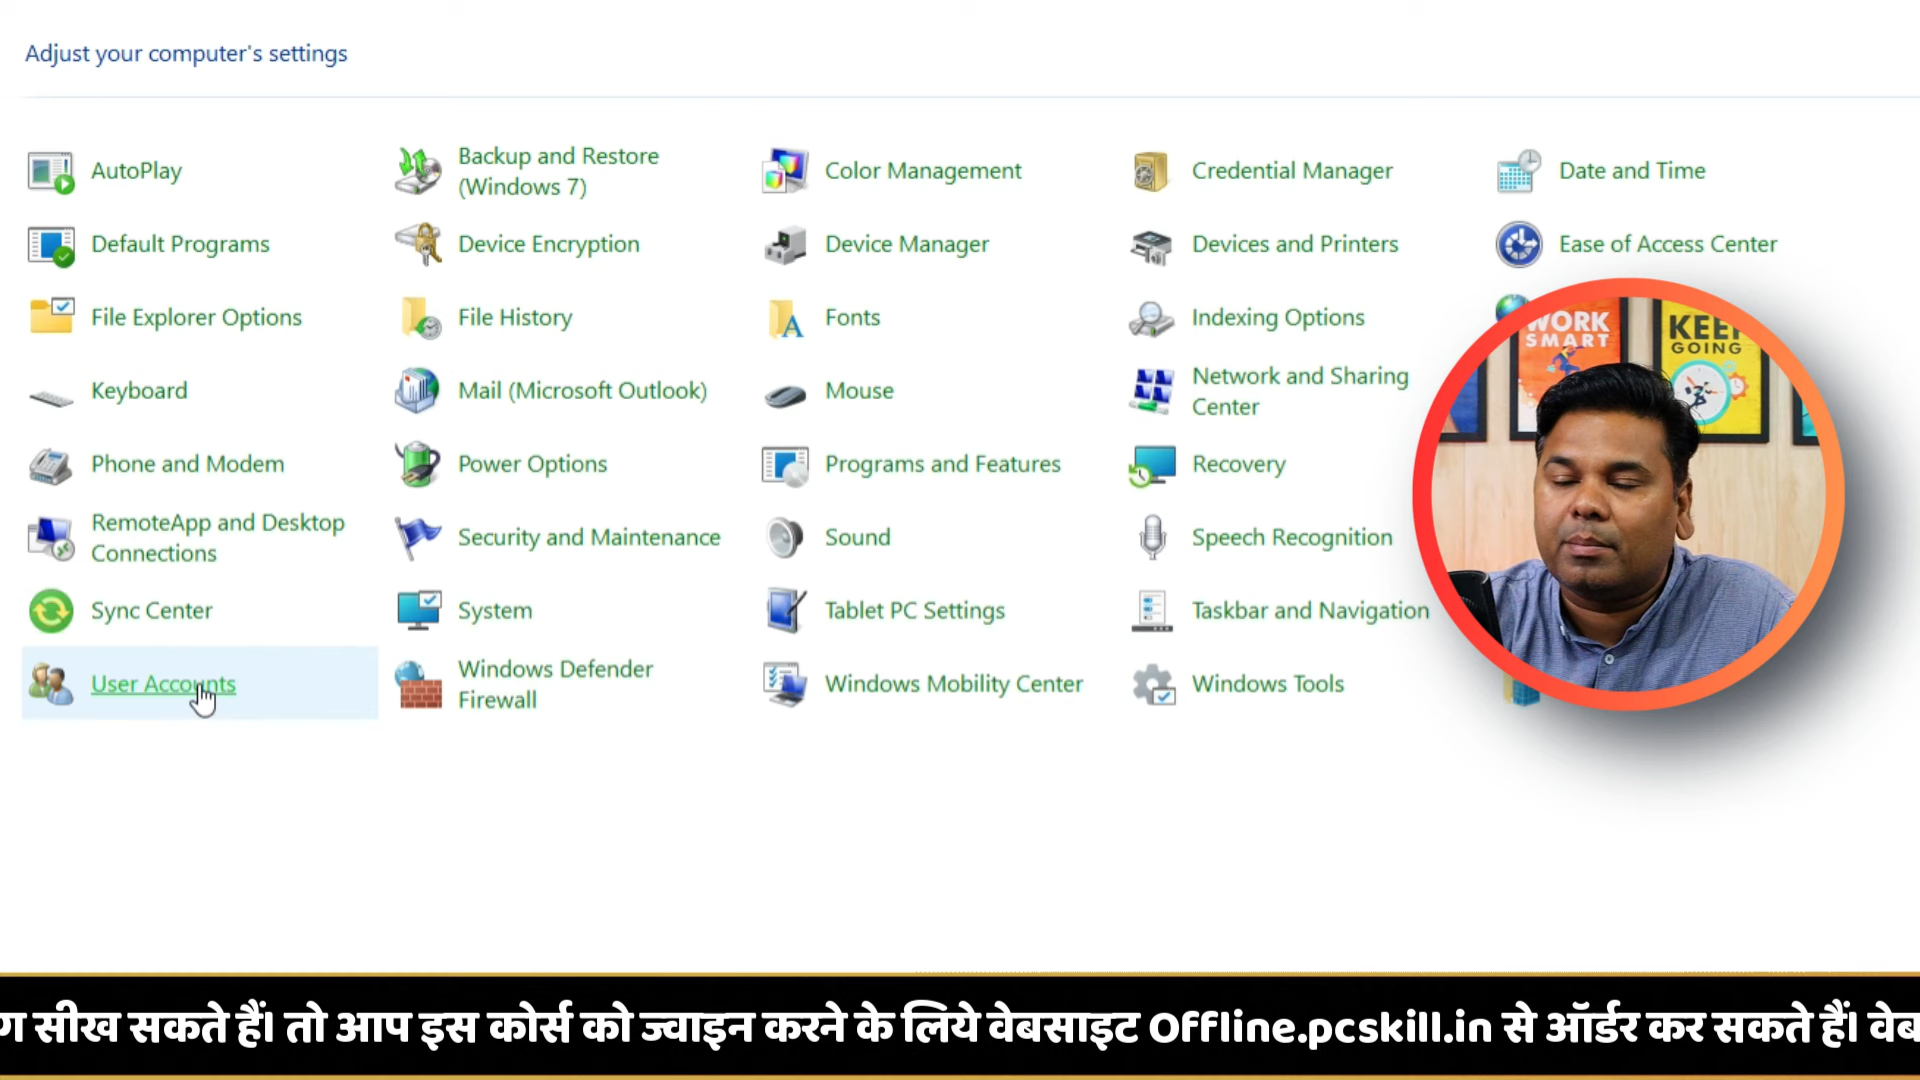 Adjust your computer's settings
AutoPlay
Backup and Restore
(Windows 7)
Color Management
Credential Manager
Date and Time
Default Programs
Device Encryption
Device Manager
Devices and Printers
Ease of Access Center
File Explorer Options
File History
Fonts
Indexing Options
Keyboard
Mail (Microsoft Outlook)
Mouse
Network and Sharing
Center
Phone and Modem
Power Options
Programs and Features
Recovery
RemoteApp and Desktop
Connections
Security and Maintenance
Sound
Speech Recognition
Sync Center
System
Tablet PC Settings
Taskbar and Navigation
User Accounts
Windows Defender
Firewall
Windows Mobility Center
Windows Tools
WORK
SMART
KEEP
GOING
सीख सकते हैं। तो आप इस कोर्स को ज्वाइन करने के लिये वेबसाइट Offline.pcskill.in से ऑर्डर कर सकते हैं। वेब